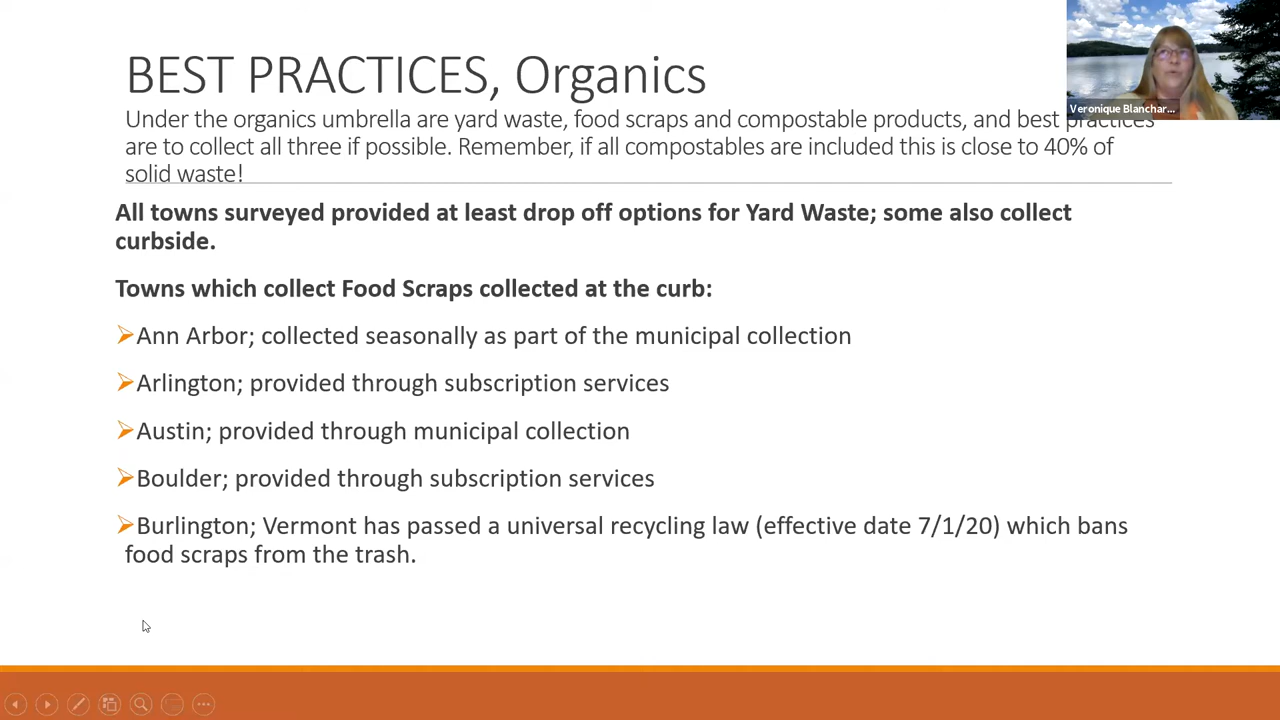 BEST PRACTICES, Organics
Under the organics umbrella are yard waste, food scraps and compostable products, and best practices
are to collect all three if possible. Remember, if all compostables are included this is close to 40% of
solid waste!
Veronique Blanchar...
All towns surveyed provided at least drop off options for Yard Waste; some also collect
curbside.
Towns which collect Food Scraps collected at the curb:
Ann Arbor; collected seasonally as part of the municipal collection
Arlington; provided through subscription services
Austin; provided through municipal collection
Boulder; provided through subscription services
Burlington; Vermont has passed a universal recycling law (effective date 7/1/20) which bans
food scraps from the trash.